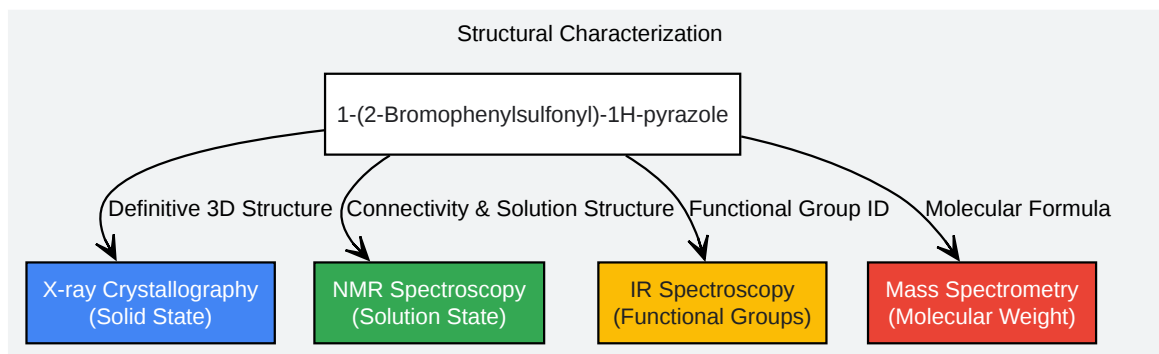 Structural Characterization
1-(2-Bromophenylsulfonyl)-1H-pyrazole
Definitive 3D Structure
Connectivity & Solution Structure
Functional Group ID
Molecular Formula
X-ray Crystallography
(Solid State)
NMR Spectroscopy
(Solution State)
IR Spectroscopy
(Functional Groups)
Mass Spectrometry
(Molecular Weight)